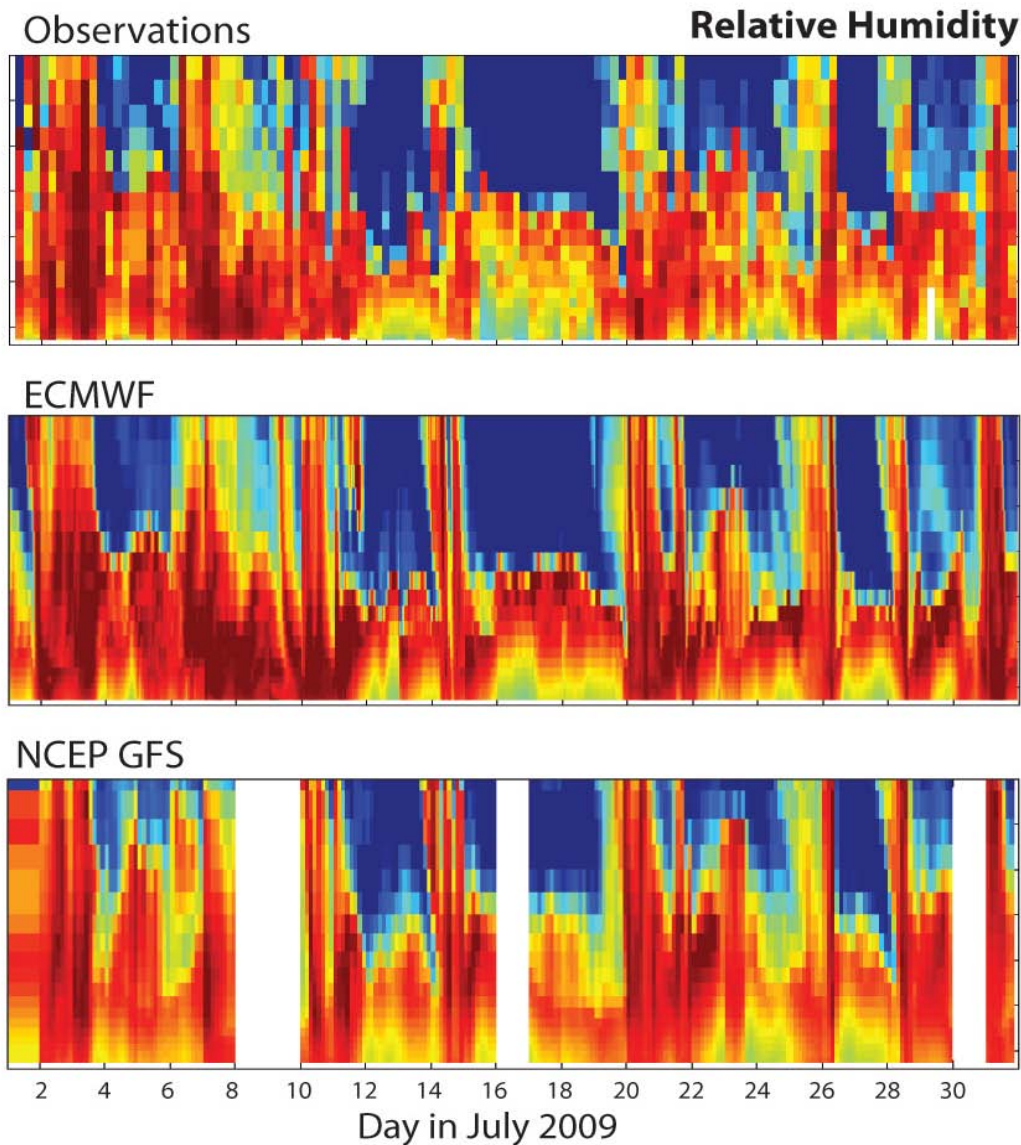 Observations
Relative Humidity
ECMWF
NCEP GFS
2 4 6 8 10 12 14 16 18 20 22 24 26 28 30
Day in July 2009